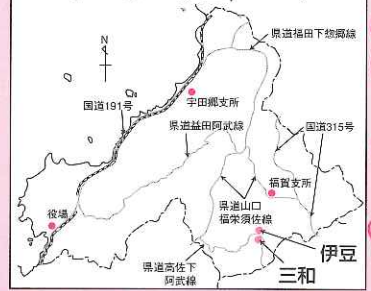 県道福田下惣郷線
N
宇田郷支所
国道191号
県道益田阿武線
国道315号
福賀支所
県道山口
福栄須佐線
役場
伊豆
三和
県道高佐下
阿武線